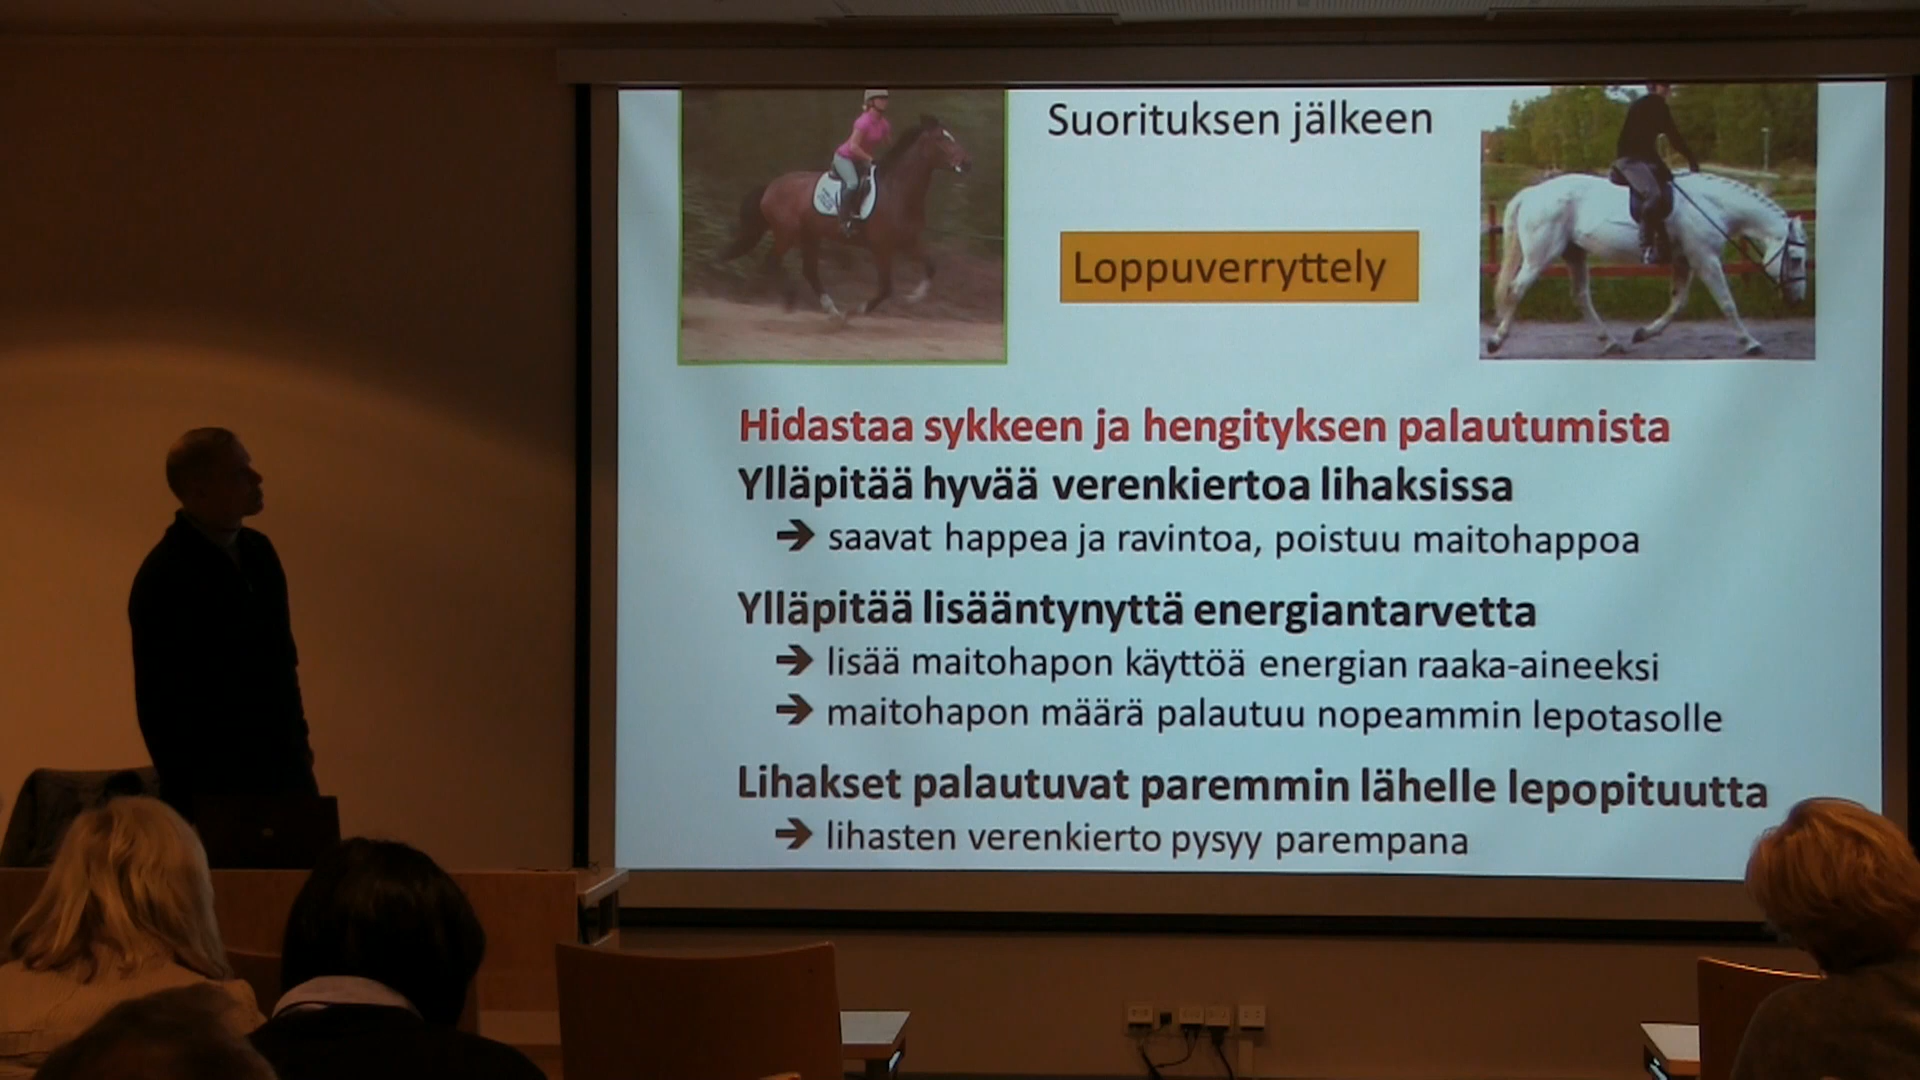 Suorituksen jälkeen
Loppuverryttely
Hidastaa sykkeen ja hengityksen palautumista
Ylläpitää hyvää verenkiertoa lihaksissa
➔ saavat happea ja ravintoa, poistuu maitohappoa
Ylläpitää lisääntynyttä energiantarvetta
➔ lisää maitohapon käyttöä energian raaka-aineeksi
➔ maitohapon määrä palautuu nopeammin lepotasolle
Lihakset palautuvat paremmin lähelle lepopituutta
➔ lihasten verenkierto pysyy parempana